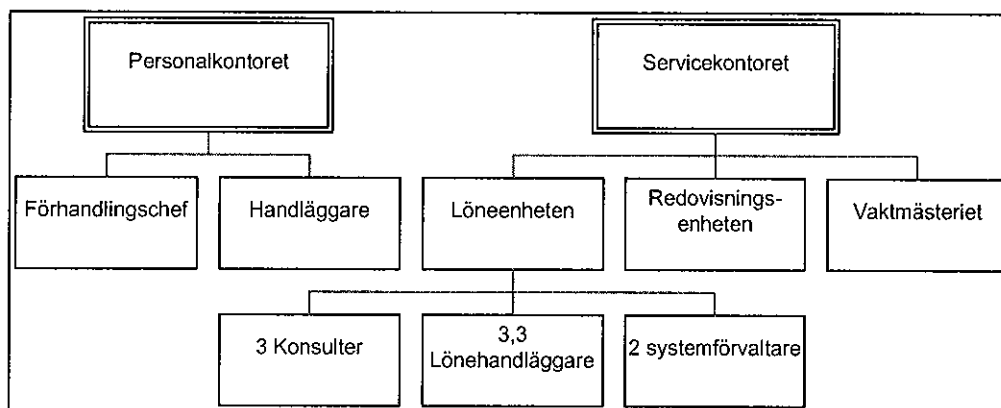 Personalkontoret
Servicekontoret
Förhandlingschef
Handläggare
Löneenheten
Redovisnings-
enheten
Vaktmästeriet
3 Konsulter
3,3
Lönehandläggare
2 systemförvaltare